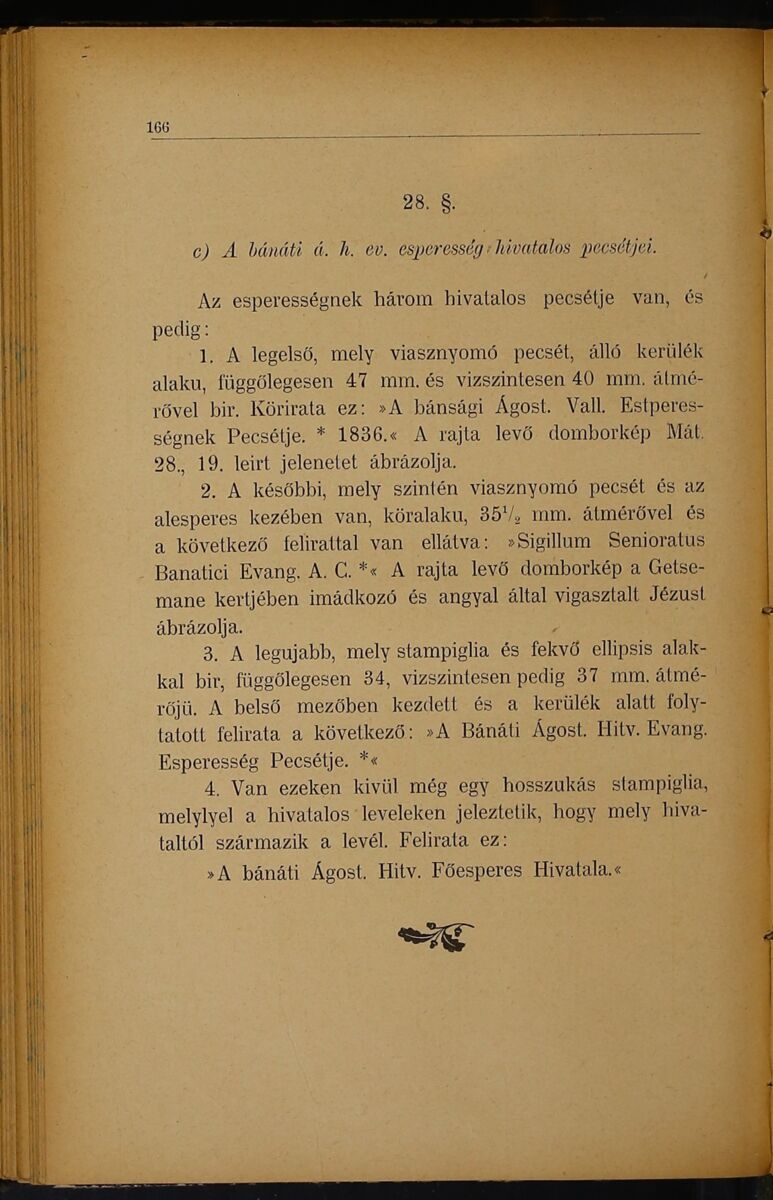 166
28. §.
c) A bánáti á. h. ev. esperesség hivatalos pecsétjei.
Az esperességnek három hivatalos pecsétje van, és
pedig:
1. A legelső, mely viasznyomó pecsét, álló kerülék
alaku, függőlegesen 47 mm. és vizszintesen 40 mm. átmé-
rővel bir. Körirata ez: »A bánsági Ágost. Vall. Estperes-
ségnek Pecsétje. * 1836.« A rajta levő domborkép Mát.
28., 19. leirt jelenetet ábrázolja.
2. A későbbi, mely szintén viasznyomó pecsét és az
alesperes kezében van, köralaku, 35½ mm. átmérővel és
a következő felirattal van ellátva: »Sigillum Senioratus
Banatici Evang. A. C. *« A rajta levő domborkép a Getse-
mane kertjében imádkozó és angyal által vigasztalt Jézust
ábrázolja.
3. A legujabb, mely stampiglia és fekvő ellipsis alak-
kal bir, függőlegesen 34, vizszintesen pedig 37 mm. átmé-
rőjü. A belső mezőben kezdett és a kerülék alatt foly-
tatott felirata a következő: »A Bánáti Ágost. Hitv. Evang.
Esperesség Pecsétje. *«
4. Van ezeken kivül még egy hosszukás stampiglia,
melylyel a hivatalos leveleken jeleztetik, hogy mely hiva-
taltól származik a levél. Felirata ez:
»A bánáti Ágost. Hitv. Főesperes Hivatala.«